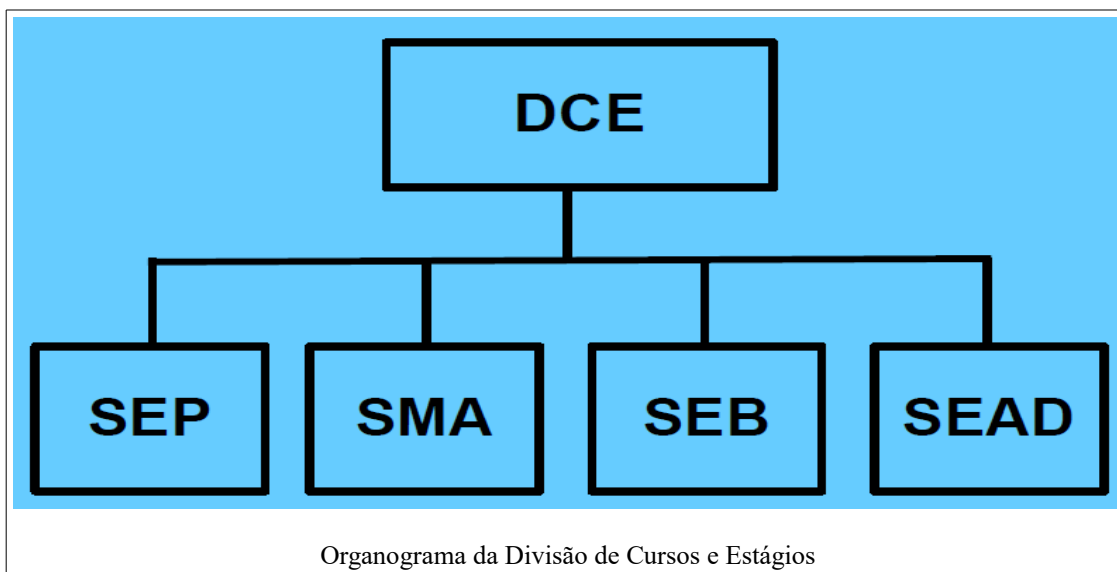 DCE
SEP SMA SEB SEAD
Organograma da Divisão de Cursos e Estágios